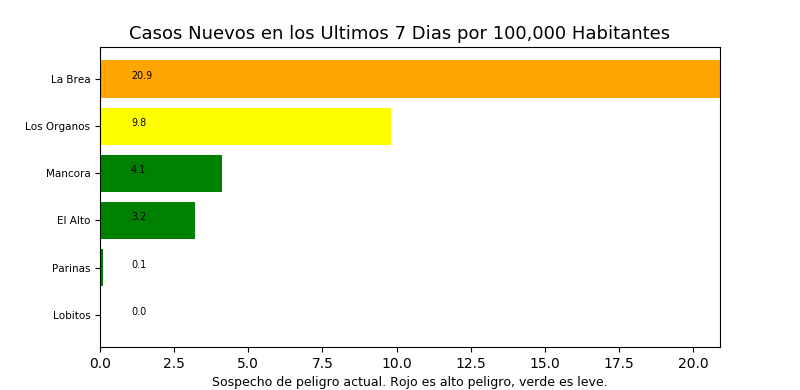 Casos Nuevos en los Ultimos 7 Dias por 100,000 Habitantes
La Brea 20.9
Los Organos 9.8
Mancora 4.1
El Alto 3.2
Parinas 0.1
Lobitos 0.0
0.0 2.5 5.0 7.5 10.0 12.5 15.0 17.5 20.0
Sospecho de peligro actual. Rojo es alto peligro, verde es leve.